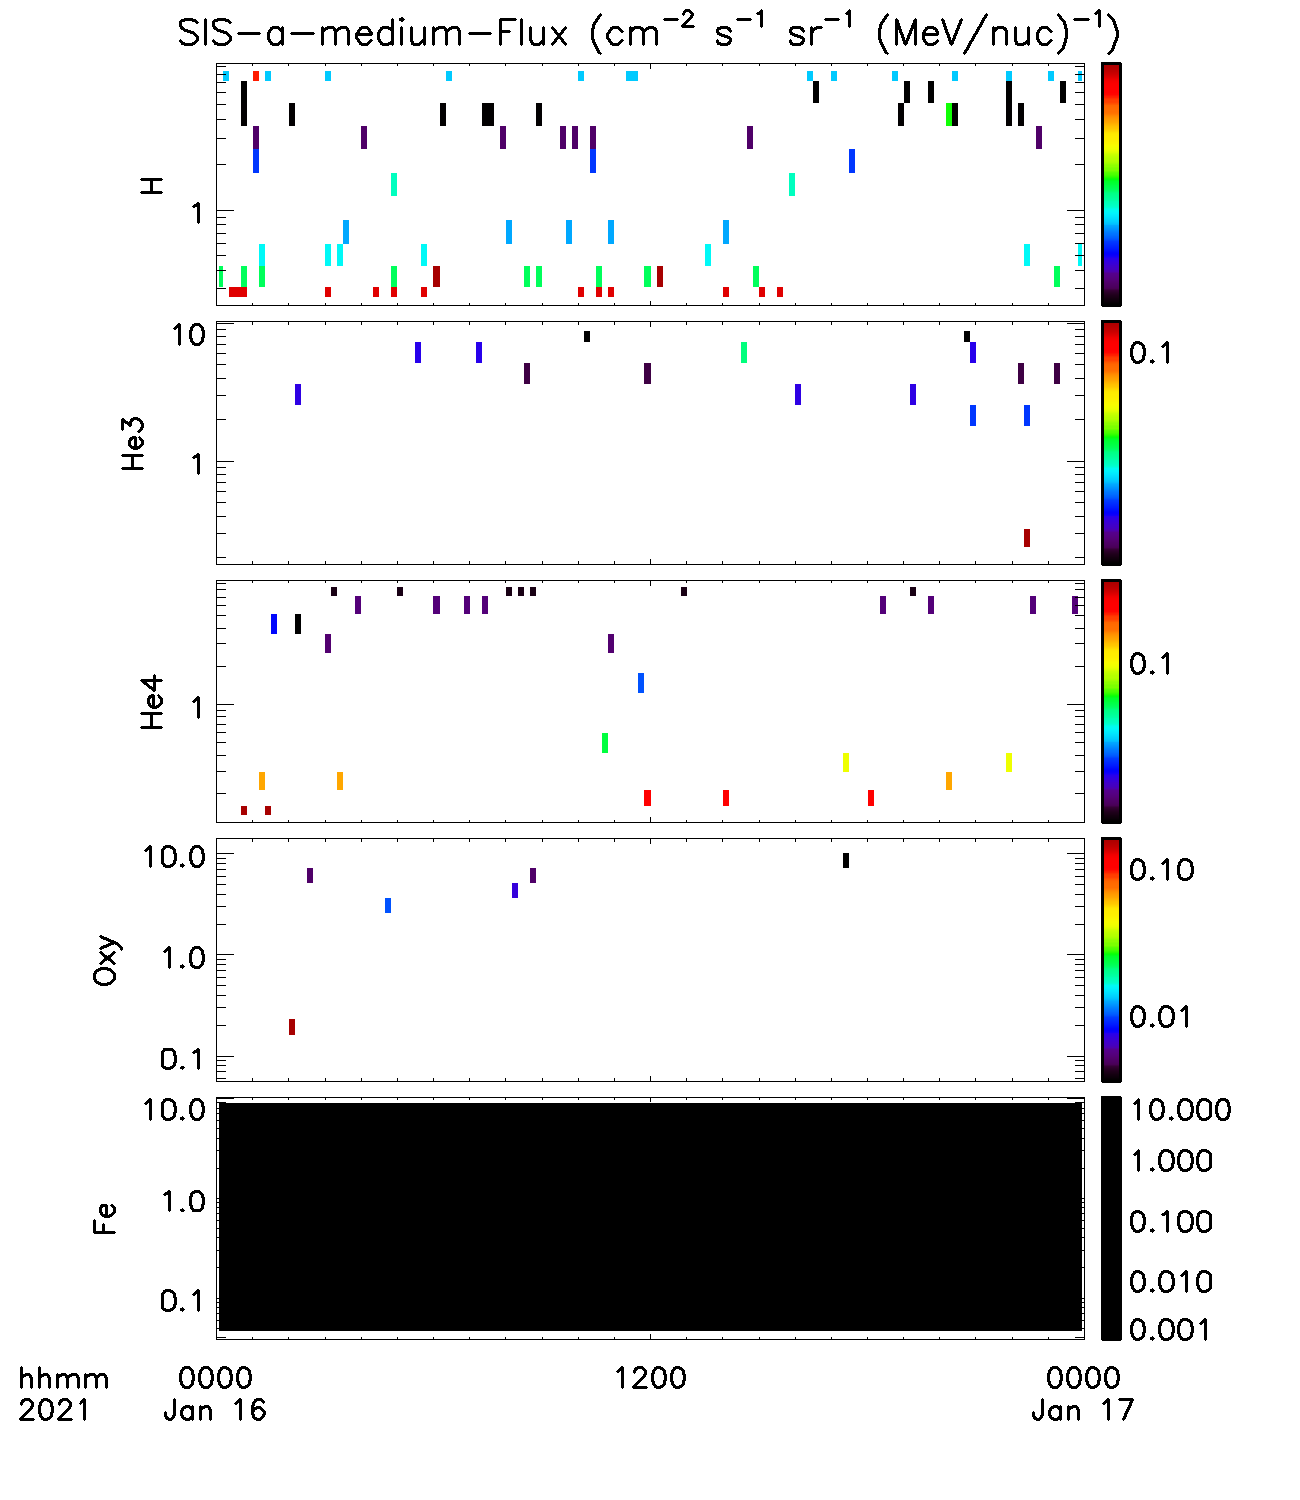 SIS-a-medium-Flux (cm⁻² s⁻¹ sr⁻¹ (MeV/nuc)⁻¹)
H
1
He3
10
1
0.1
He4
1
0.1
Oxy
10.0
1.0
0.1
0.10
0.01
Fe
10.0
1.0
0.1
10.000
1.000
0.100
0.010
0.001
hhmm 0000 1200 0000
2021 Jan 16 Jan 17